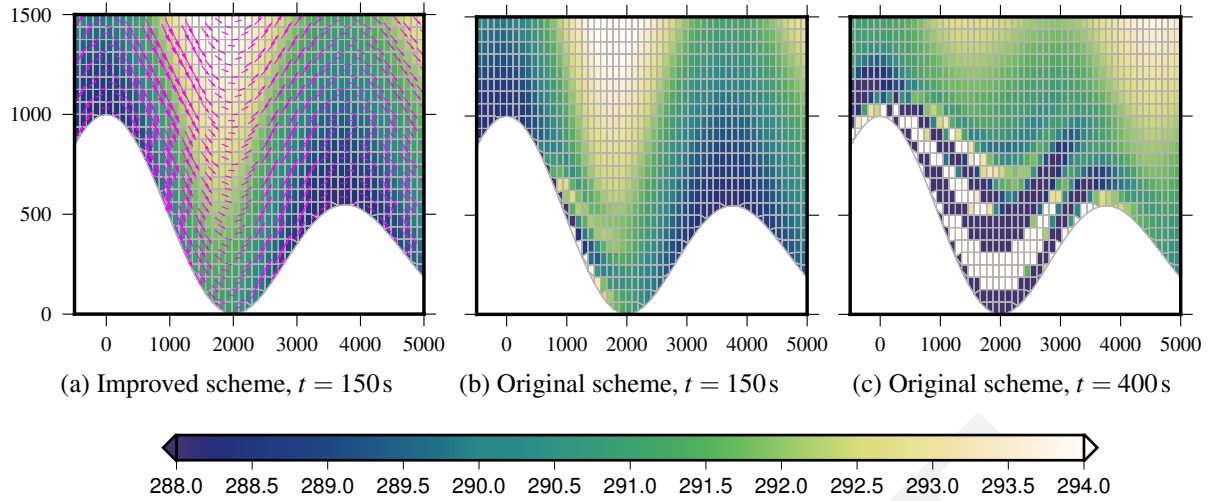 1500
1000
500
0
0 1000 2000 3000 4000 5000
0 1000 2000 3000 4000 5000
0 1000 2000 3000 4000 5000
(a) Improved scheme, t = 150 s
(b) Original scheme, t = 150 s
(c) Original scheme, t = 400 s
288.0 288.5 289.0 289.5 290.0 290.5 291.0 291.5 292.0 292.5 293.0 293.5 294.0